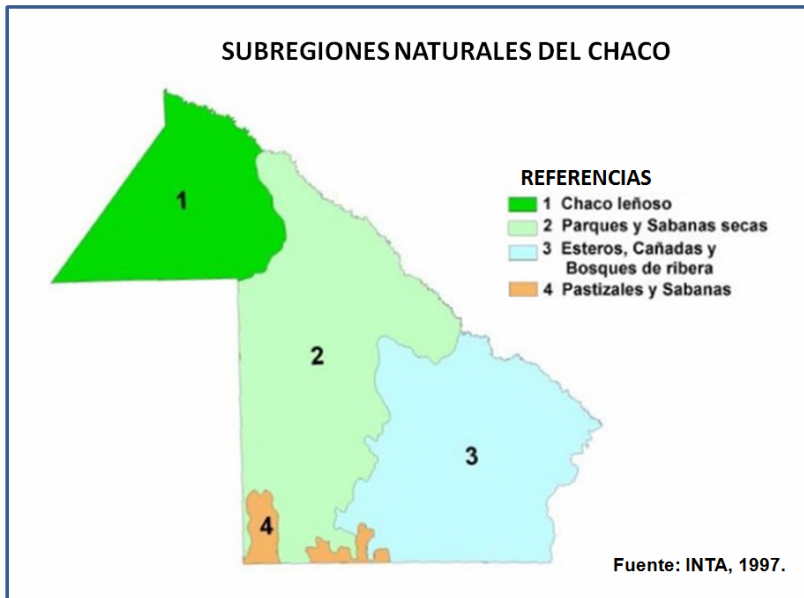 SUBREGIONES NATURALES DEL CHACO
1
REFERENCIAS
1 Chaco leñoso
2 Parques y Sabanas secas
3 Esteros, Cañadas y
Bosques de ribera
4 Pastizales y Sabanas
2
3
4
Fuente: INTA, 1997.